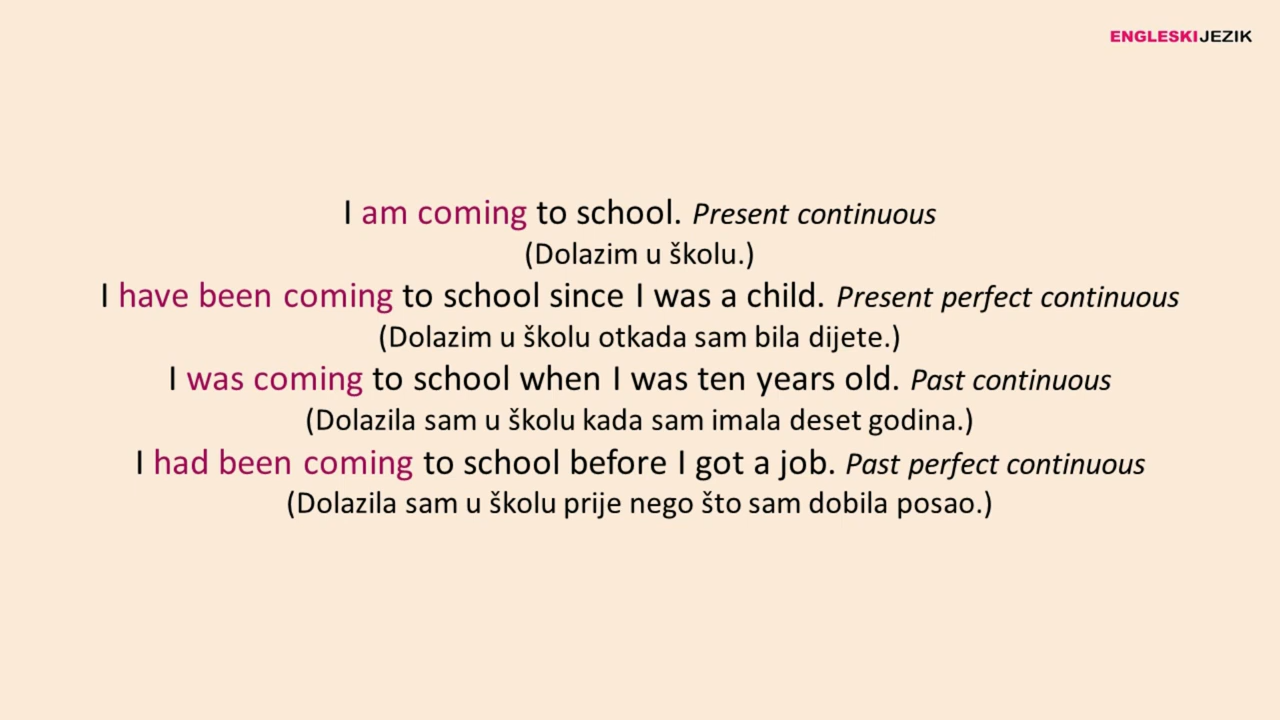 ENGLESKIJEZIK
I am coming to school. Present continuous
(Dolazim u školu.)
I have been coming to school since I was a child. Present perfect continuous
(Dolazim u školu otkada sam bila dijete.)
I was coming to school when I was ten years old. Past continuous
(Dolazila sam u školu kada sam imala deset godina.)
I had been coming to school before I got a job. Past perfect continuous
(Dolazila sam u školu prije nego što sam dobila posao.)